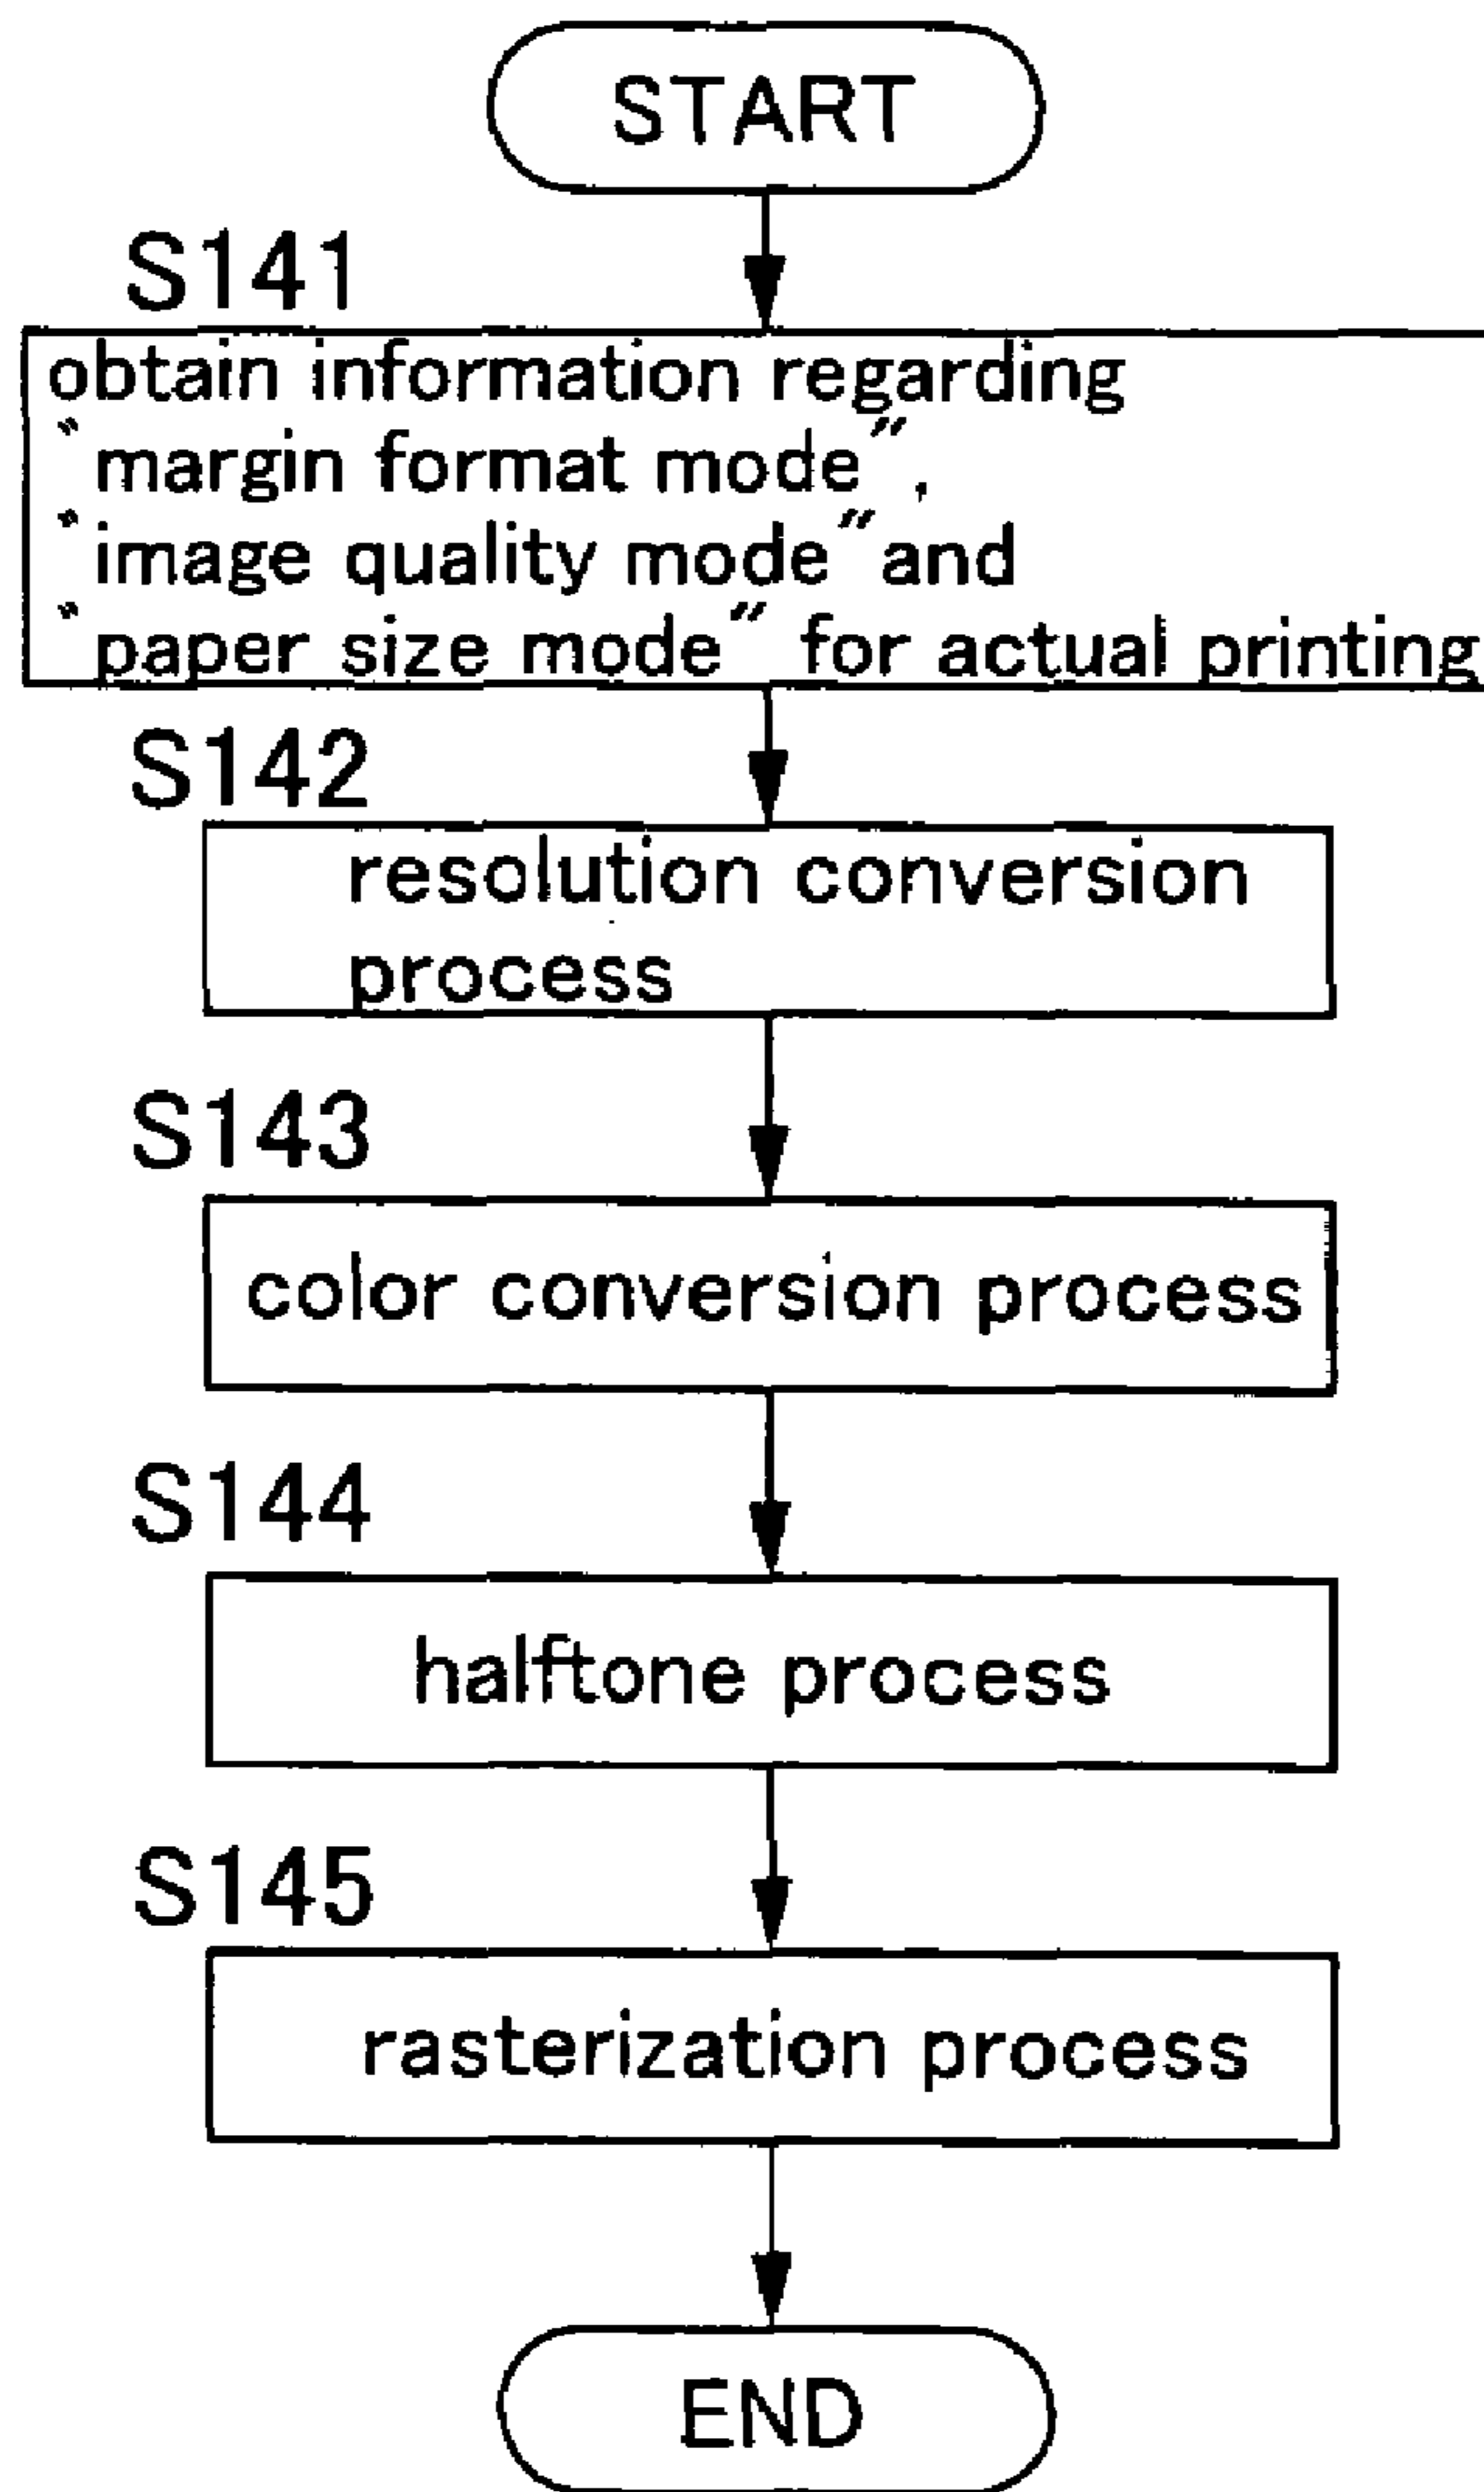 START
S141
obtain information regarding
“margin format mode”,
“image quality mode” and
“paper size mode” for actual printing
S142
resolution conversion
process
S143
color conversion process
S144
halftone process
S145
rasterization process
END